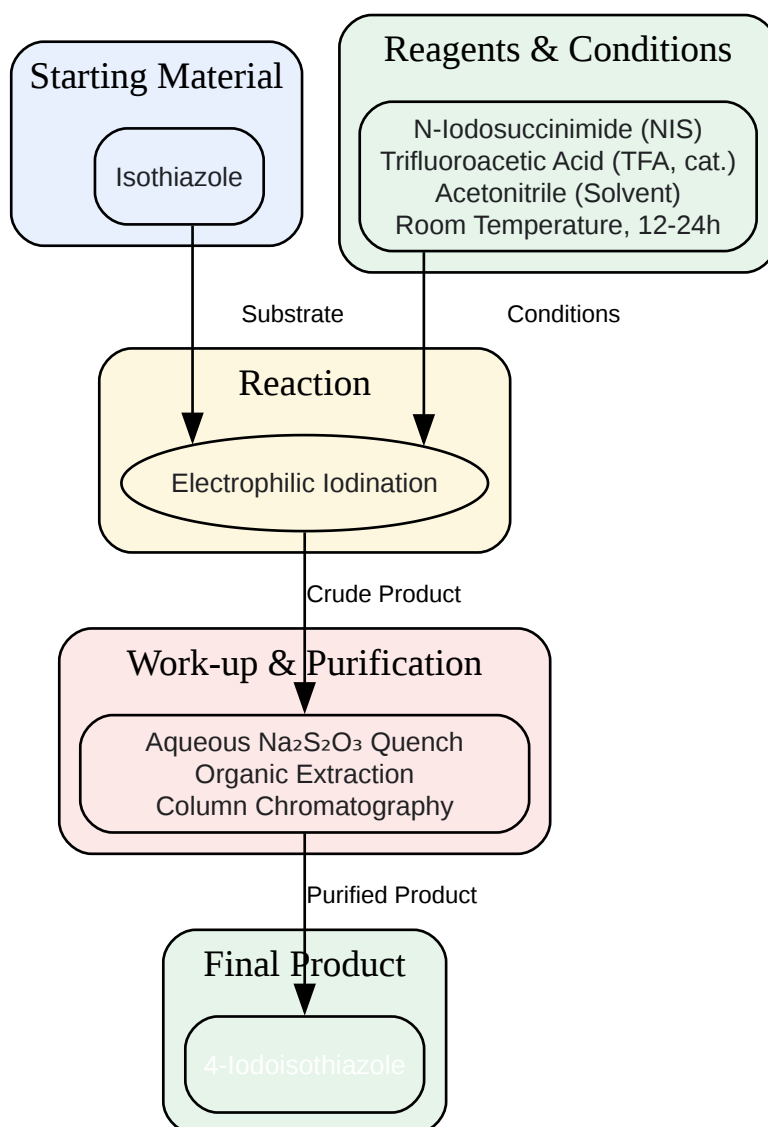 Starting Material
Isothiazole
Reagents & Conditions
N-Iodosuccinimide (NIS)
Trifluoroacetic Acid (TFA, cat.)
Acetonitrile (Solvent)
Room Temperature, 12-24h
Substrate
Conditions
Reaction
Electrophilic Iodination
Crude Product
Work-up & Purification
Aqueous Na₂S₂O₃ Quench
Organic Extraction
Column Chromatography
Purified Product
Final Product
4-Iodoisothiazole